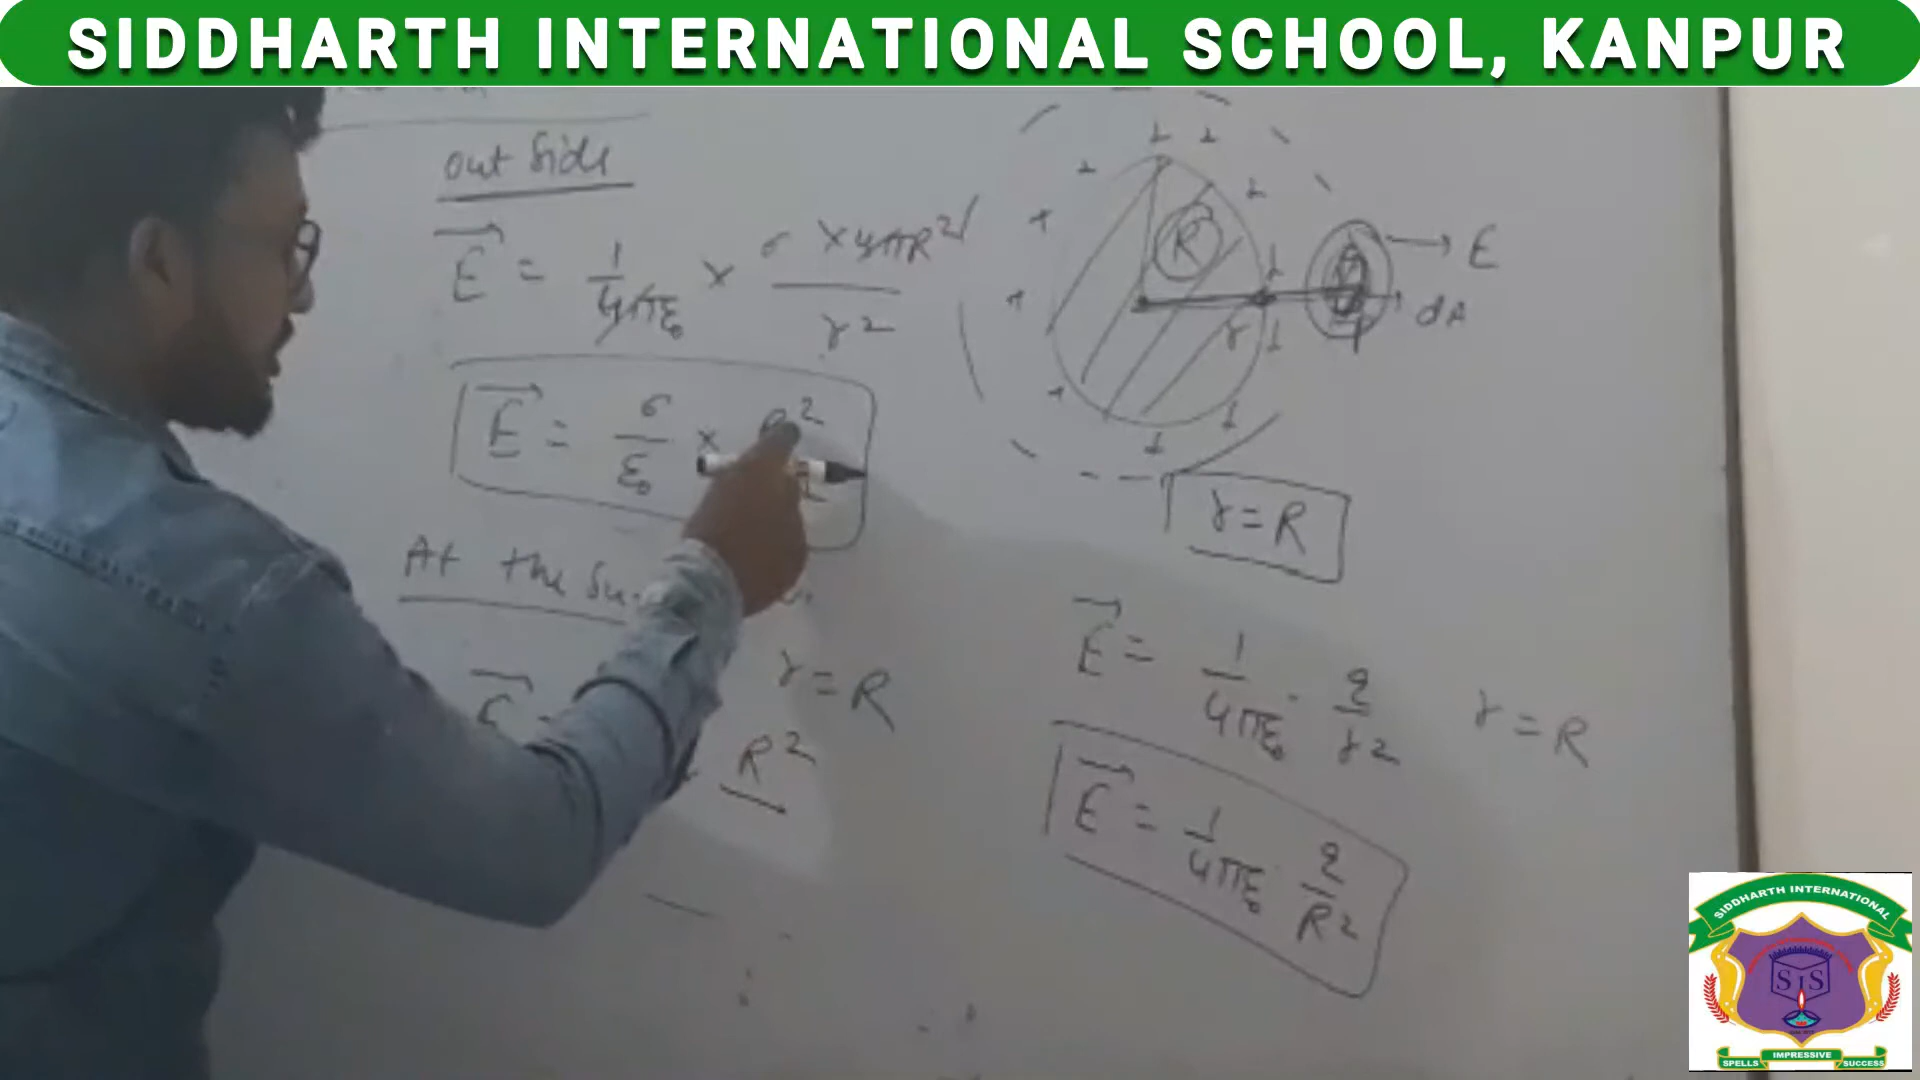 SIDDHARTH INTERNATIONAL SCHOOL, KANPUR
out side
E = 1/4πε₀ × σ × 4πR² / r²
E = σ/ε₀ × R²
At the
r = R
R²
R
E
dA
r
r = R
E = 1/4πε₀ · q/r² r = R
E = 1/4πε₀ · q/R²
SIDDHARTH INTERNATIONAL
SIS
SPELLS IMPRESSIVE SUCCESS